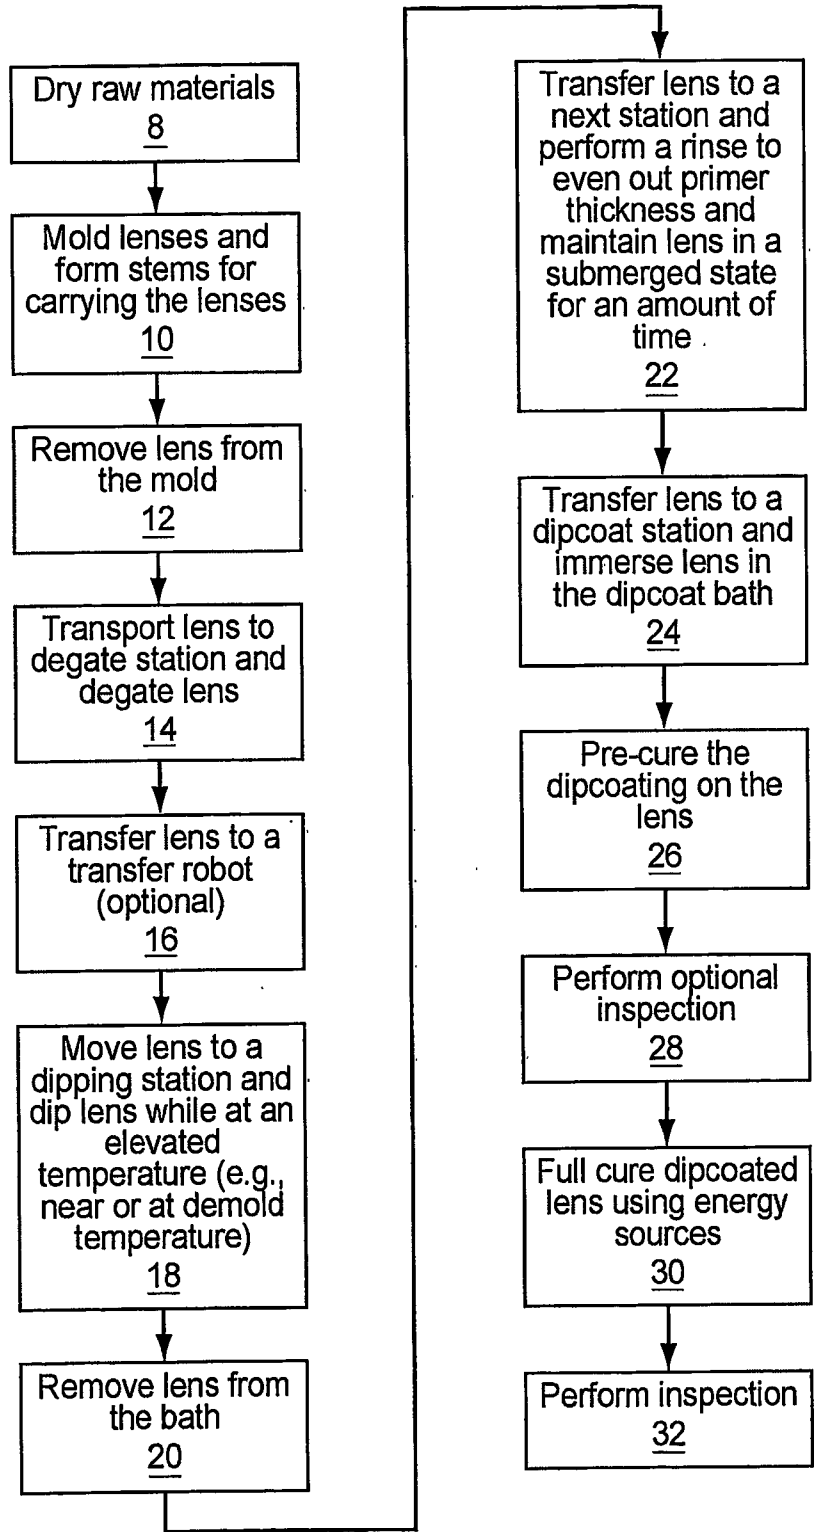 Dry raw materials
8
Mold lenses and
form stems for
carrying the lenses
10
Remove lens from
the mold
12
Transport lens to
degate station and
degate lens
14
Transfer lens to a
transfer robot
(optional)
16
Move lens to a
dipping station and
dip lens while at an
elevated
temperature (e.g.,
near or at demold
temperature)
18
Remove lens from
the bath
20
Transfer lens to a
next station and
perform a rinse to
even out primer
thickness and
maintain lens in a
submerged state
for an amount of
time
22
Transfer lens to a
dipcoat station and
immerse lens in
the dipcoat bath
24
Pre-cure the
dipcoating on the
lens
26
Perform optional
inspection
28
Full cure dipcoated
lens using energy
sources
30
Perform inspection
32